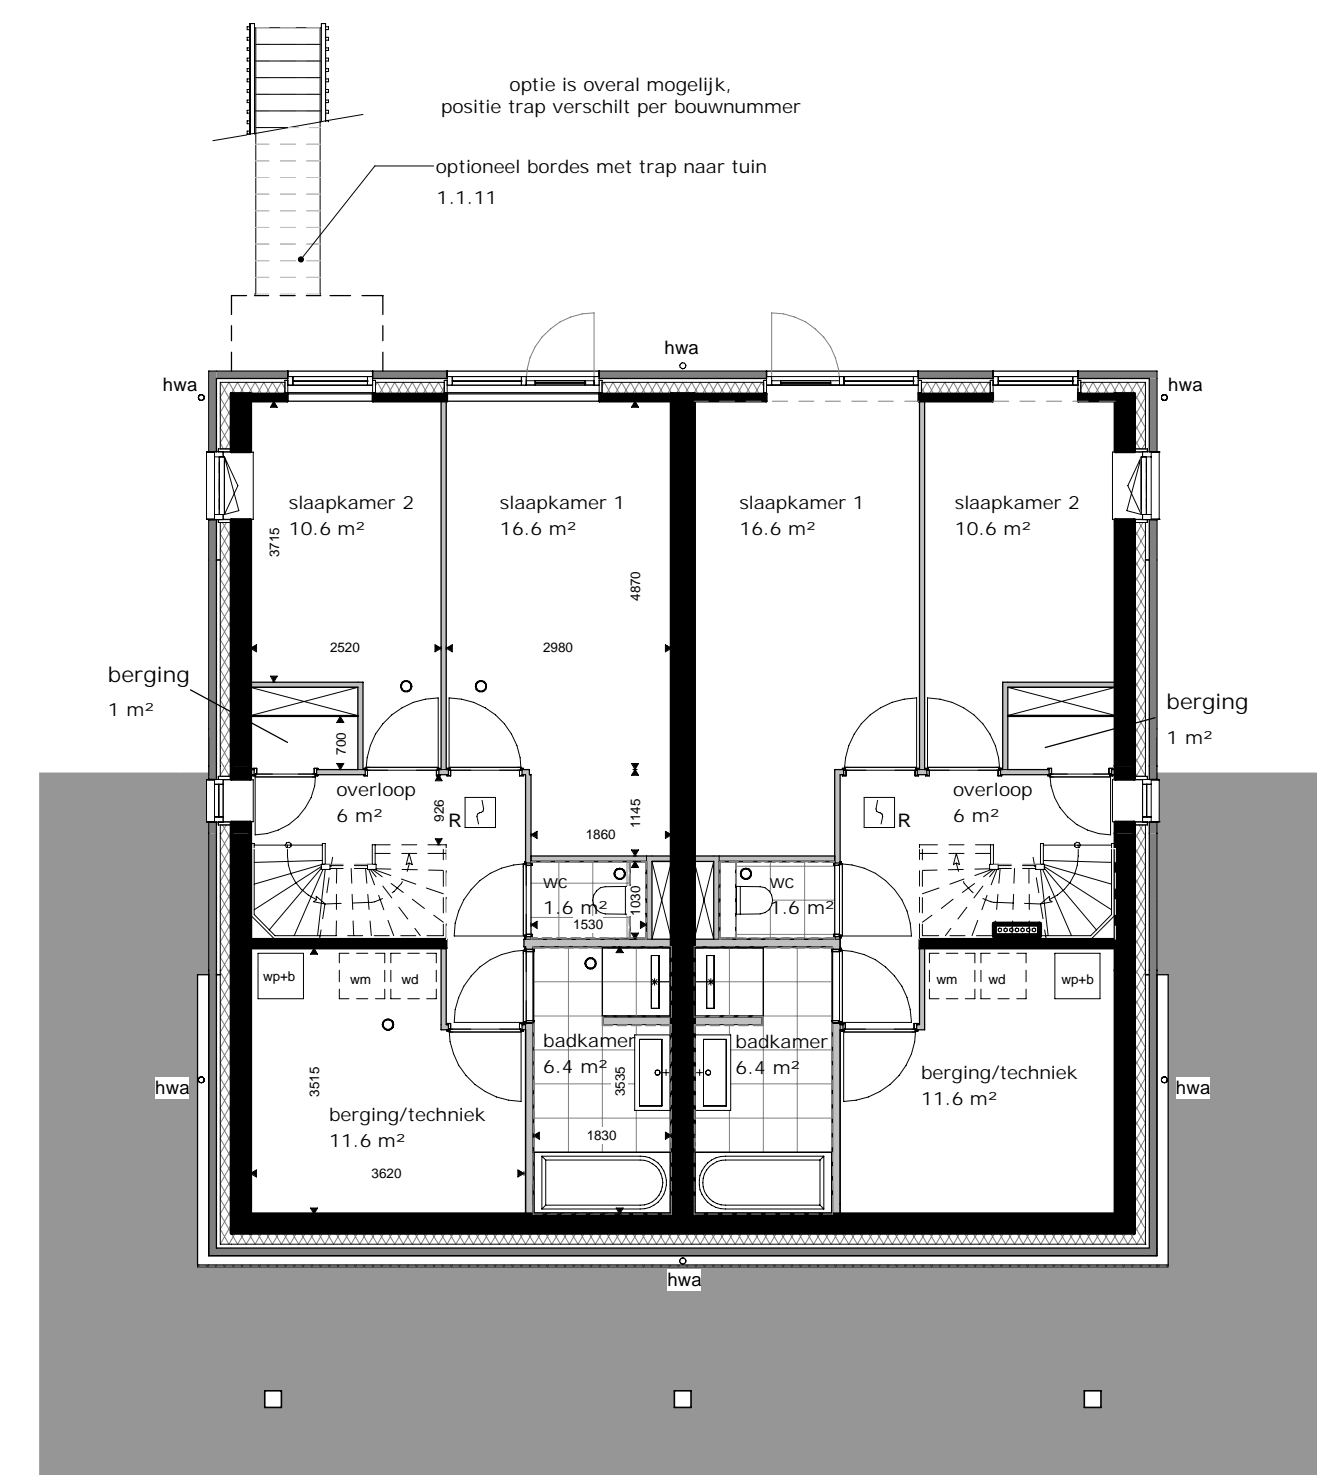 optie is overal mogelijk,
positie trap verschilt per bouwnummer
optioneel bordes met trap naar tuin
1.1.11
hwa
hwa
hwa
slaapkamer 2
10.6 m²
slaapkamer 1
16.6 m²
slaapkamer 1
16.6 m²
slaapkamer 2
10.6 m²
3715
4870
2520
2980
berging
1 m²
berging
1 m²
700
overloop
6 m²
926
R
1860
1145
overloop
6 m²
R
wc
1.6 m²
1530
1030
wc
1.6 m²
wp+b
wm
wd
wm
wd
wp+b
badkamer
6.4 m²
badkamer
6.4 m²
3515
3535
hwa
hwa
berging/techniek
11.6 m²
berging/techniek
11.6 m²
1830
3620
hwa